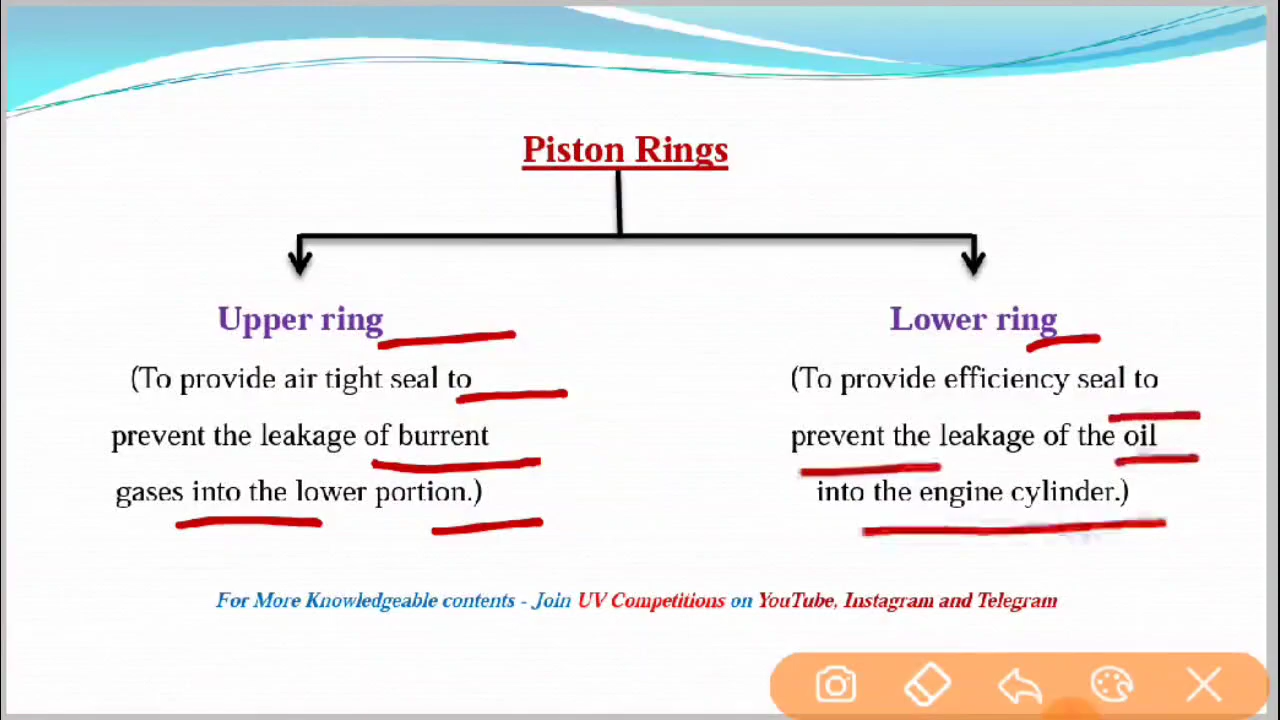 Piston Rings
Upper ring
(To provide air tight seal to
prevent the leakage of burrent
gases into the lower portion.)
Lower ring
(To provide efficiency seal to
prevent the leakage of the oil
into the engine cylinder.)
For More Knowledgeable contents - Join UV Competitions on YouTube, Instagram and Telegram